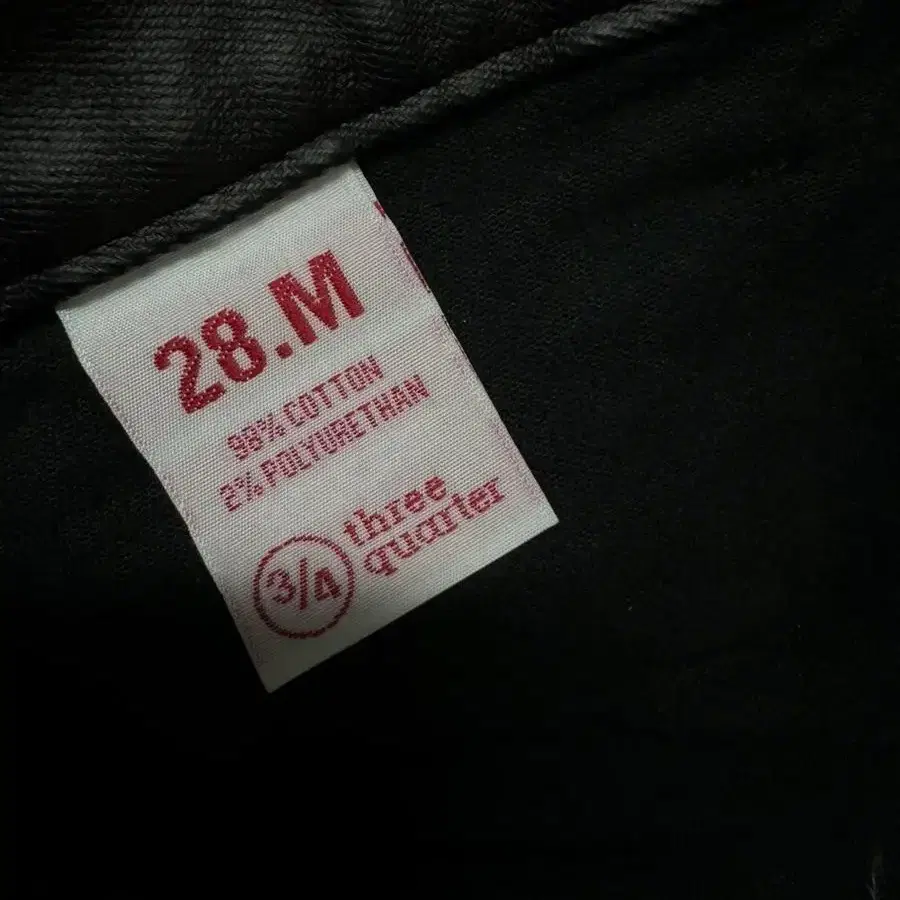 28.M
98% COTTON
2% POLYURETHAN
3/4
three
quarter